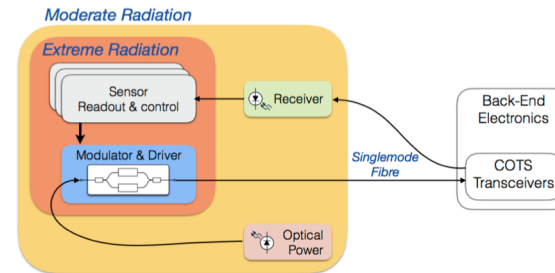 Moderate Radiation
Extreme Radiation
Sensor
Readout & control
Receiver
Back-End
Electronics
Modulator & Driver
Singlemode
Fibre
COTS
Transceivers
Optical
Power